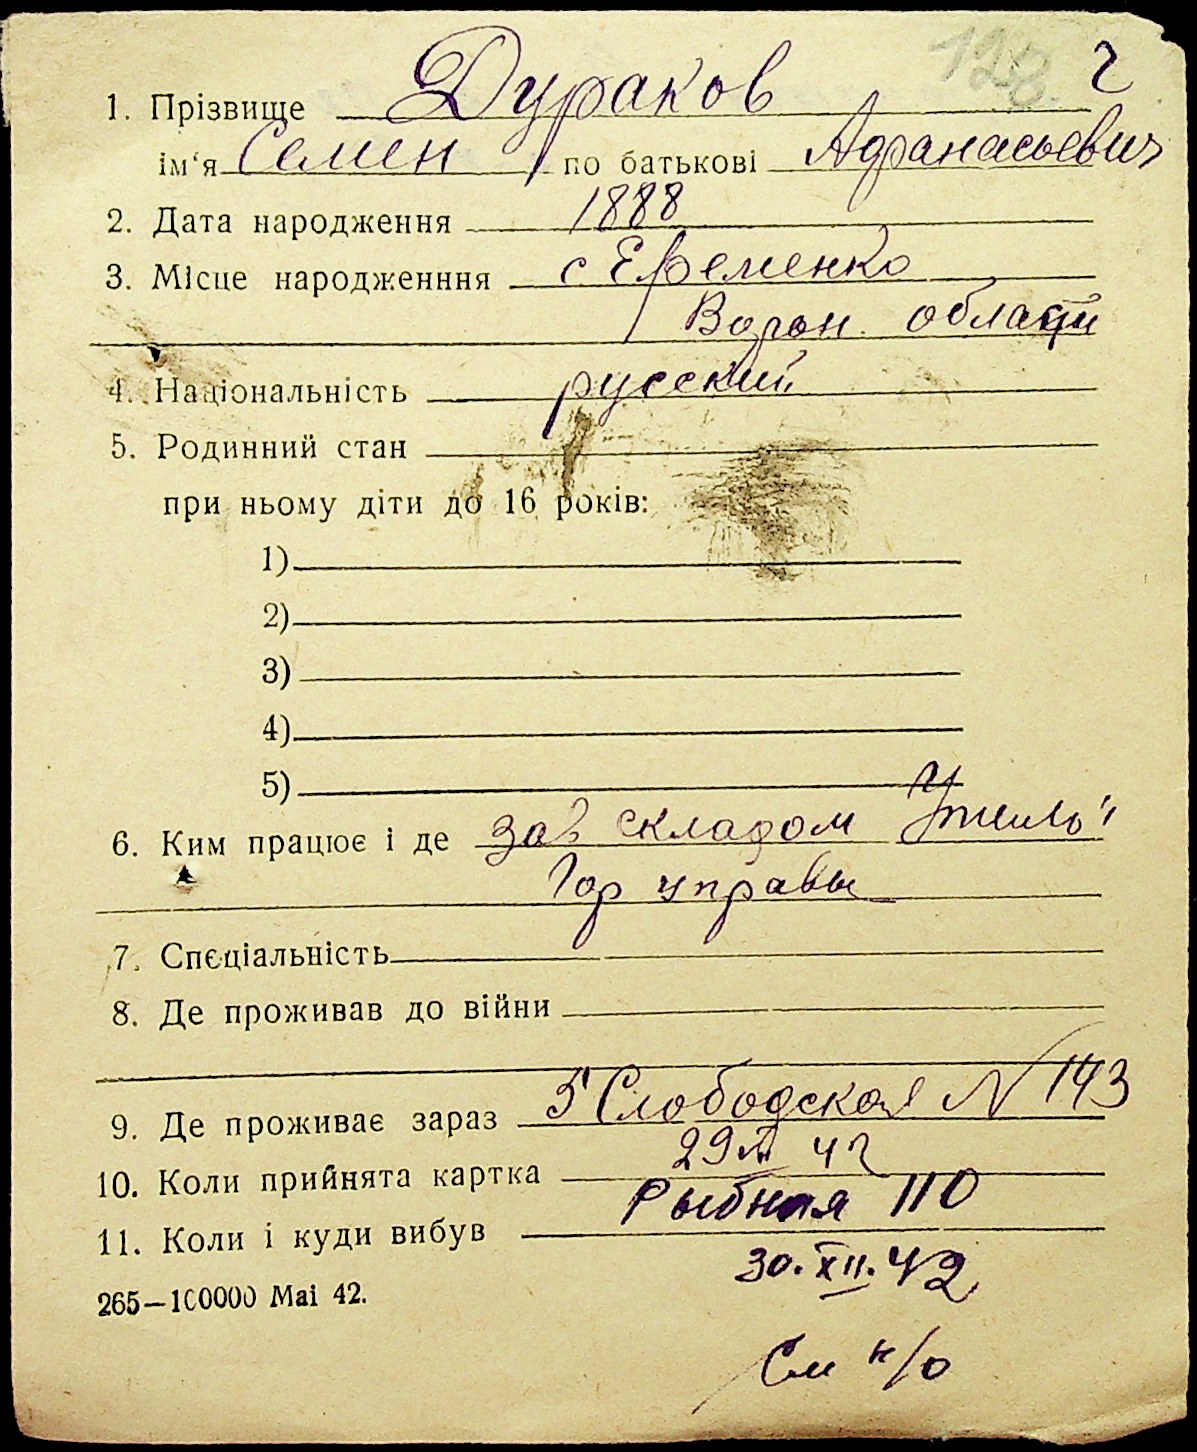 128. 2
1. Прізвище Дураков
ім'я Семен по батькові Афанасьевич
2. Дата народження 1888
3. Місце народженння с Еременко
Ворон. области
4. Національність русский
5. Родинний стан
при ньому діти до 16 років:
1)
2)
3)
4)
5)
6. Ким працює і де зав складом "Утиль"
Гор управы
7. Спєціальність
8. Де проживав до війни
9. Де проживає зараз 5 Слободская N 143
10. Коли прийнята картка 29 42
11. Коли і куди вибув Рыбная 110
30. XII. 42
265—100000 Mai 42.
См н/о